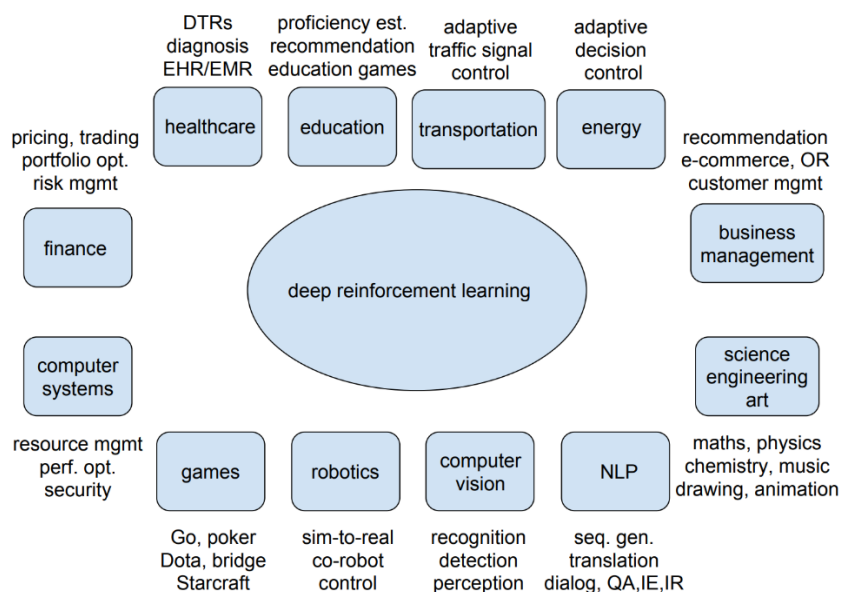 DTRs
diagnosis
EHR/EMR
healthcare
proficiency est.
recommendation
education games
education
adaptive
traffic signal
control
transportation
adaptive
decision
control
energy
pricing, trading
portfolio opt.
risk mgmt
finance
recommendation
e-commerce, OR
customer mgmt
business
management
deep reinforcement learning
computer
systems
resource mgmt
perf. opt.
security
science
engineering
art
maths, physics
chemistry, music
drawing, animation
games
Go, poker
Dota, bridge
Starcraft
robotics
sim-to-real
co-robot
control
computer
vision
recognition
detection
perception
NLP
seq. gen.
translation
dialog, QA,IE,IR